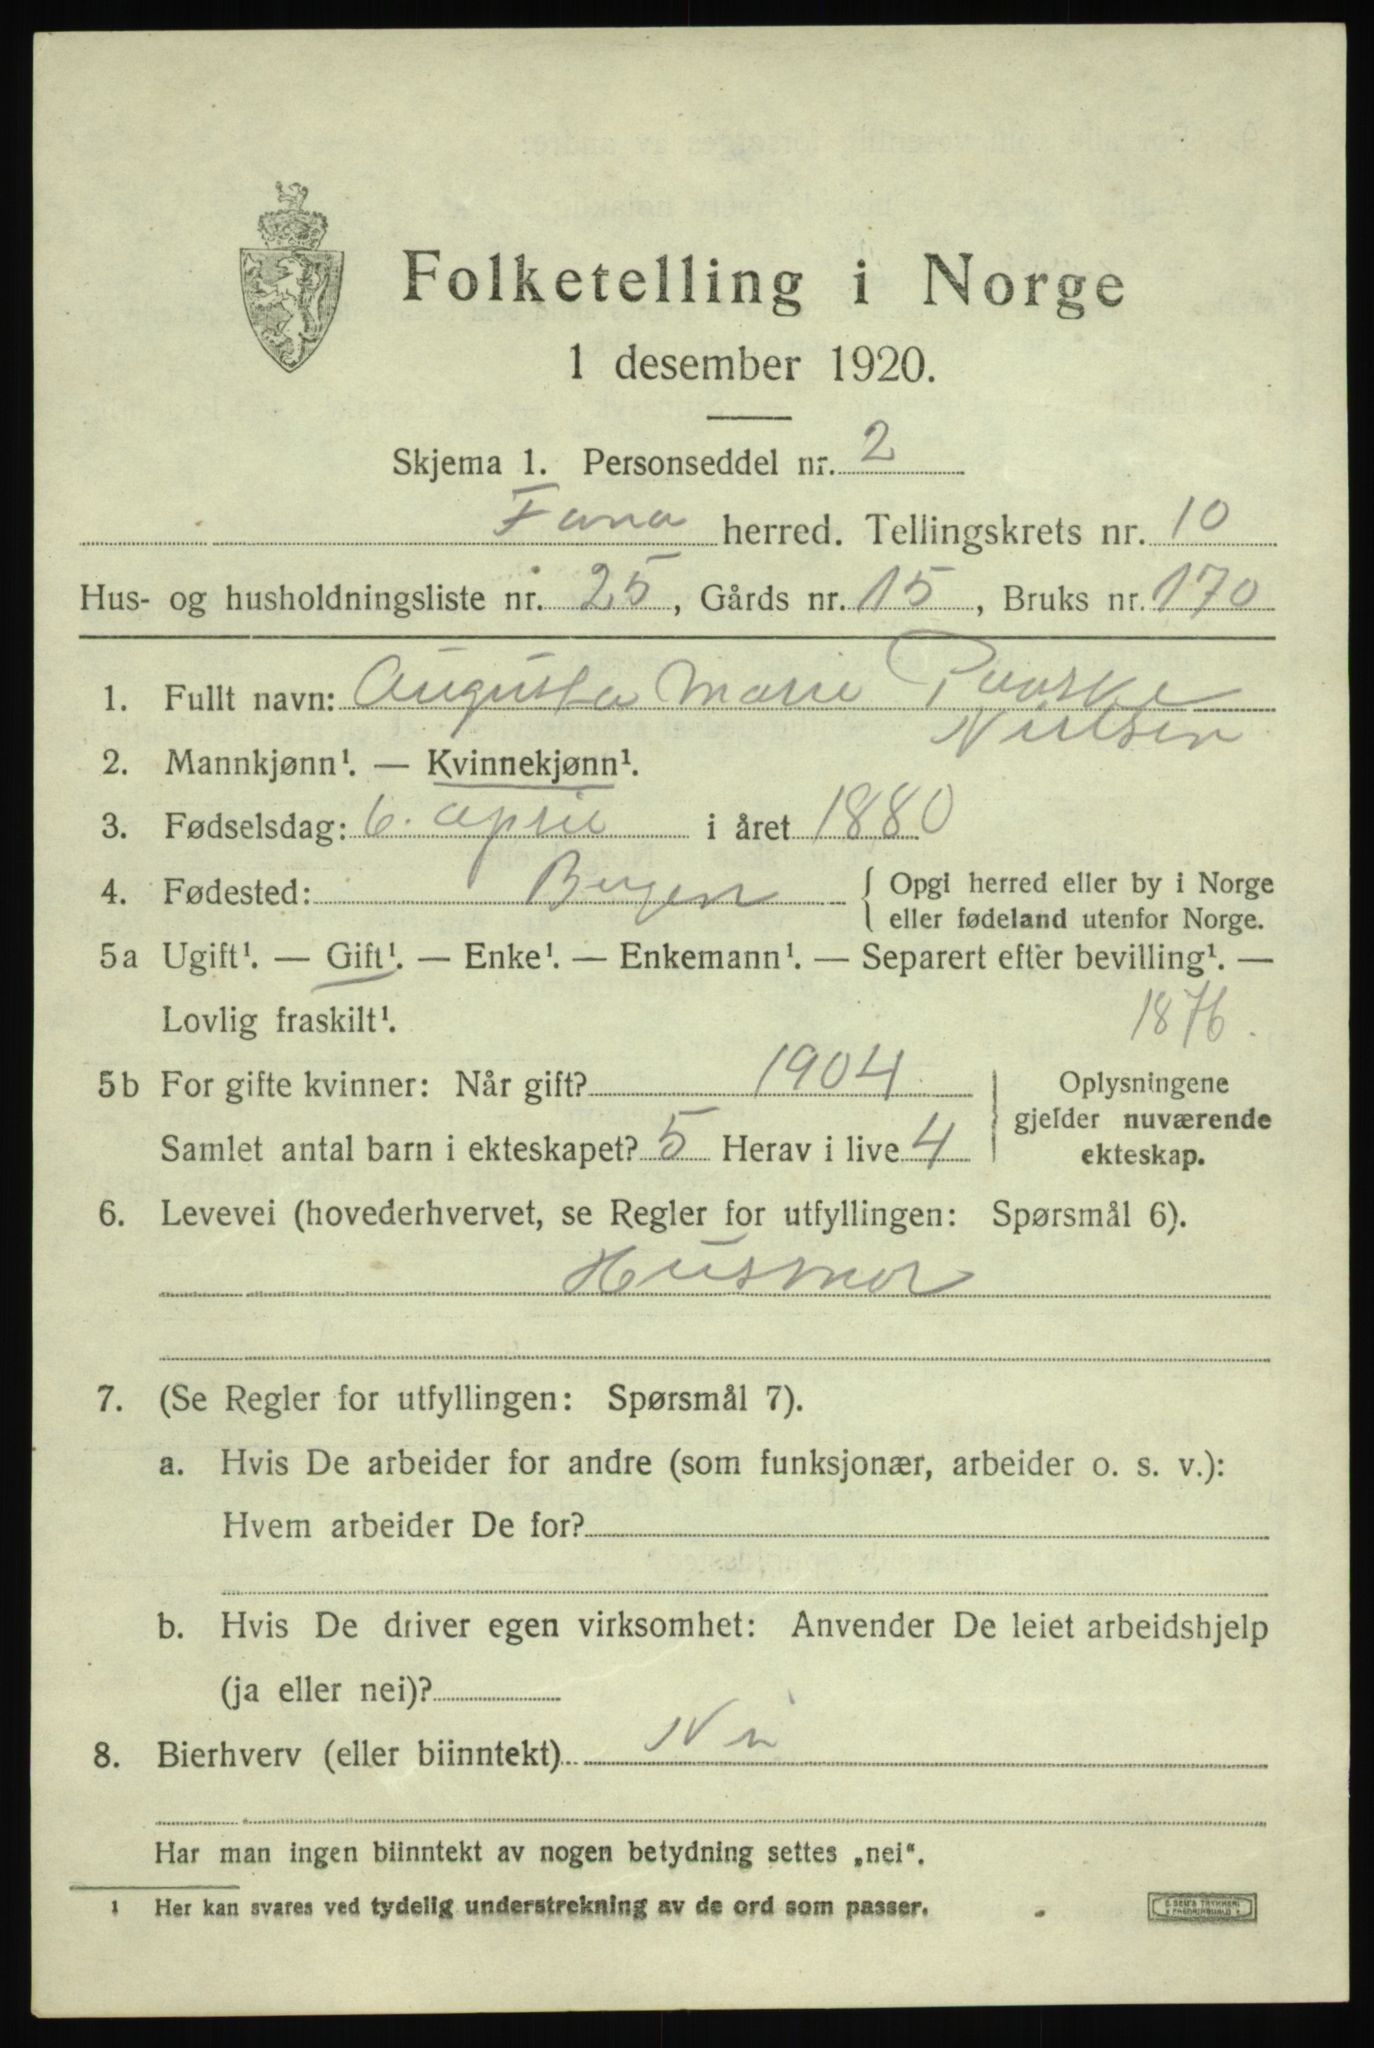 Folketelling i Norge
1 desember 1920.
Skjema 1. Personseddel nr. 2
Fana herred. Tellingskrets nr. 10
Hus- og husholdningsliste nr. 25, Gårds nr. 15, Bruks nr. 170
1. Fullt navn: Augusta Marie Paaske
Nielsen
2. Mannkjønn¹. — Kvinnekjønn¹.
3. Fødselsdag: 6. april i året 1880
4. Fødested: Bergen { Opgi herred eller by i Norge
eller fødeland utenfor Norge.
5a Ugift¹. — Gift¹. — Enke¹. — Enkemann¹. — Separert efter bevilling¹. —
Lovlig fraskilt¹. 1876.
5b For gifte kvinner: Når gift? 1904 Oplysningene
gjelder nuværende
Samlet antal barn i ekteskapet? 5 Herav i live 4 ekteskap.
6. Levevei (hovederhvervet, se Regler for utfyllingen: Spørsmål 6).
Husmor
7. (Se Regler for utfyllingen: Spørsmål 7).
a. Hvis De arbeider for andre (som funksjonær, arbeider o. s. v.):
Hvem arbeider De for?
b. Hvis De driver egen virksomhet: Anvender De leiet arbeidshjelp
(ja eller nei)?
8. Bierhverv (eller biinntekt) Nei
Har man ingen biinntekt av nogen betydning settes „nei“.
1 Her kan svares ved tydelig understrekning av de ord som passer.